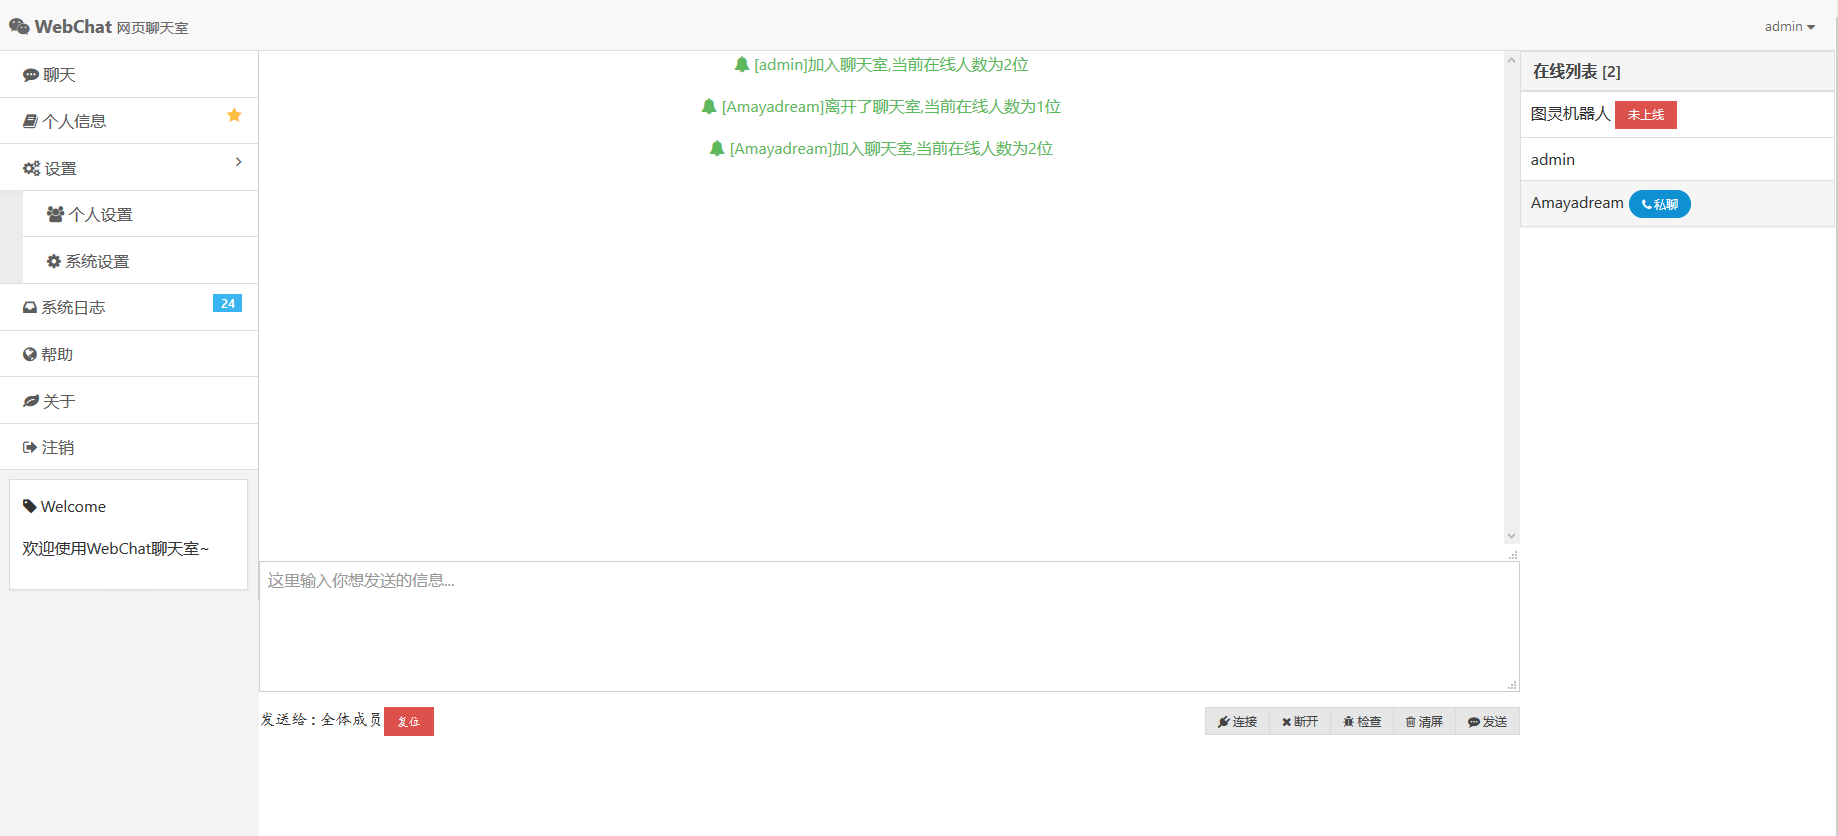 WebChat 网页聊天室
admin
聊天
个人信息
设置
个人设置
系统设置
系统日志 24
帮助
关于
注销
Welcome
欢迎使用WebChat聊天室~
[admin]加入聊天室,当前在线人数为2位
[Amayadream]离开了聊天室,当前在线人数为1位
[Amayadream]加入聊天室,当前在线人数为2位
这里输入你想发送的信息...
发送给 : 全体成员 复位
连接 断开 检查 清屏 发送
在线列表 [2]
图灵机器人 未上线
admin
Amayadream 私聊